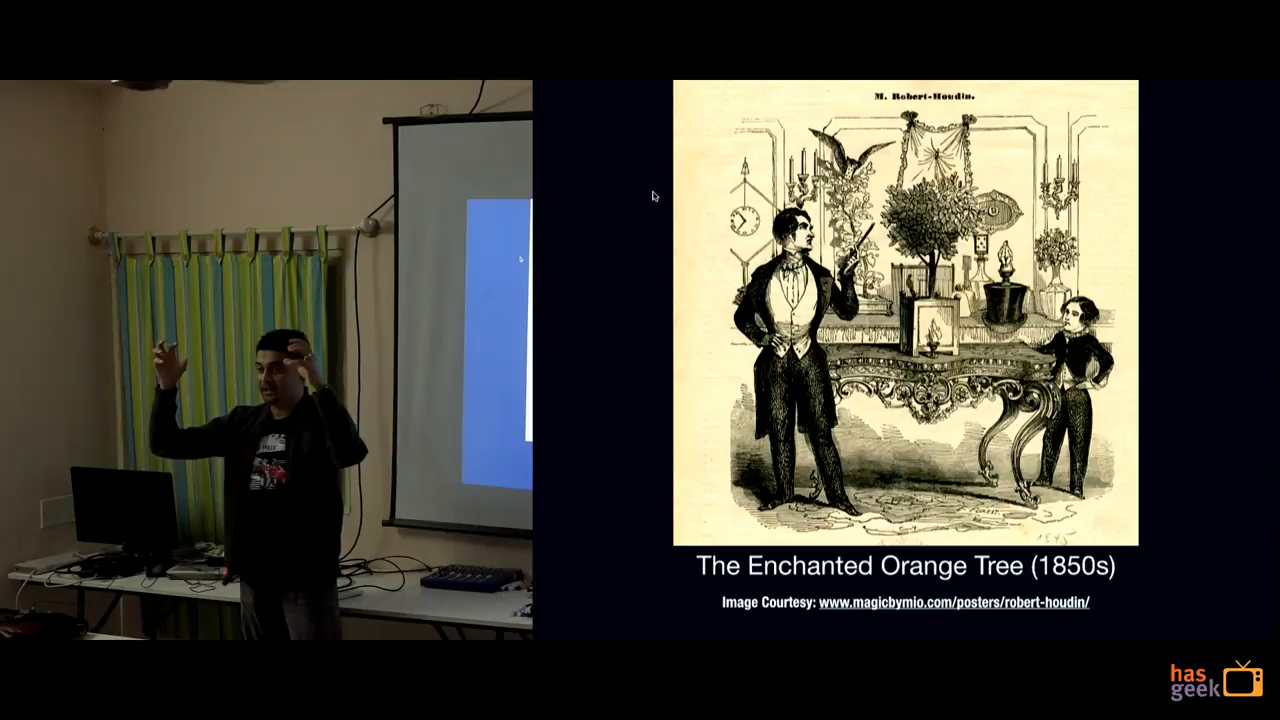 M. Robert-Houdin.
The Enchanted Orange Tree (1850s)
Image Courtesy: www.magicbymio.com/posters/robert-houdin/
has
geek